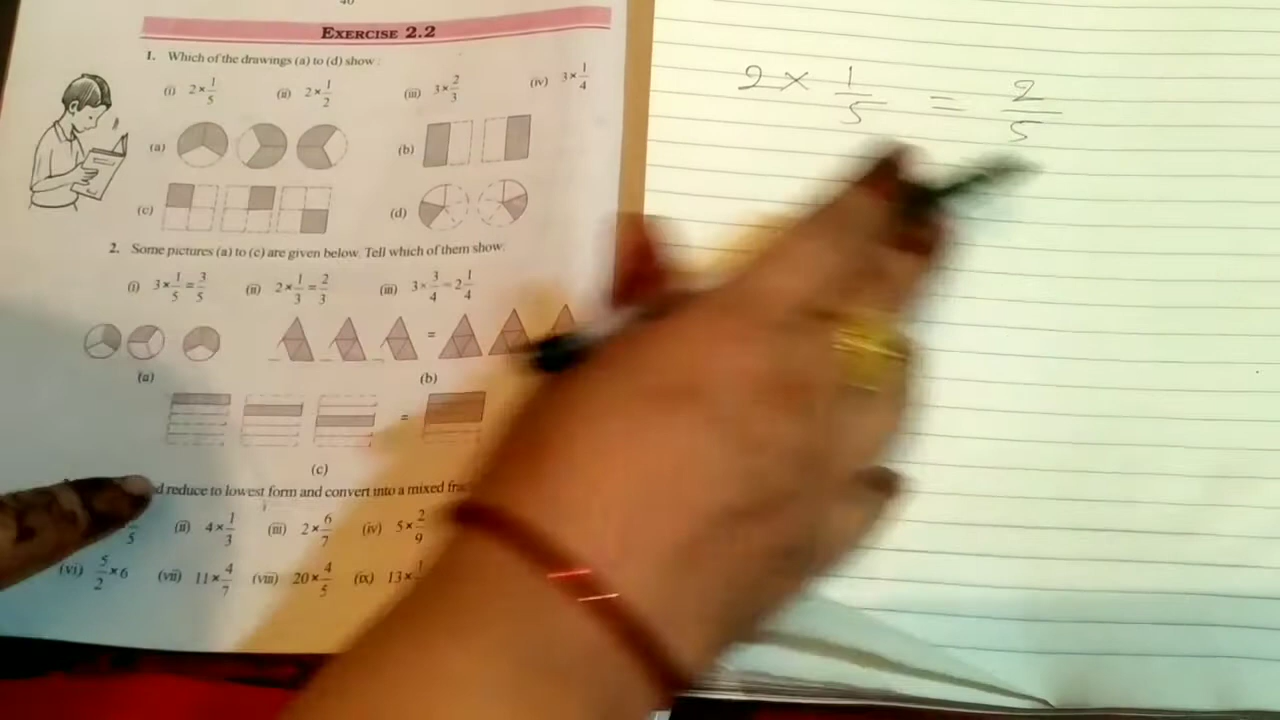 EXERCISE 2.2
1. Which of the drawings (a) to (d) show :
(i) 2×1/5 (ii) 2×1/2 (iii) 3×2/3 (iv) 3×1/4
(a) (b)
(c) (d)
2. Some pictures (a) to (c) are given below. Tell which of them show:
(i) 3×1/5=3/5 (ii) 2×1/3=2/3 (iii) 3×3/4=2 1/4
=
(a) (b)
=
(c)
reduce to lowest form and convert into a mixed
5 (ii) 4×1/3 (iii) 2×6/7 (iv) 5×2/9
(vi) 5/2×6 (vii) 11×4/7 (viii) 20×4/5 (ix) 13×
2 × 1/5 = 2/5